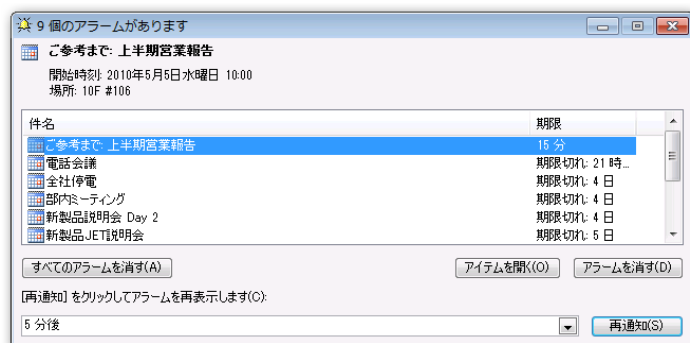 9 個のアラームがあります
ご参考まで: 上半期営業報告
開始時刻: 2010年5月5日水曜日 10:00
場所: 10F #106
件名 期限
ご参考まで: 上半期営業報告 15 分
電話会議 期限切れ: 21 時...
全社停電 期限切れ: 4 日
部内ミーティング 期限切れ: 4 日
新製品説明会 Day 2 期限切れ: 4 日
新製品JET説明会 期限切れ: 5 日
すべてのアラームを消す(A) アイテムを開く(O) アラームを消す(D)
[再通知] をクリックしてアラームを再表示します(C):
5 分後 再通知(S)